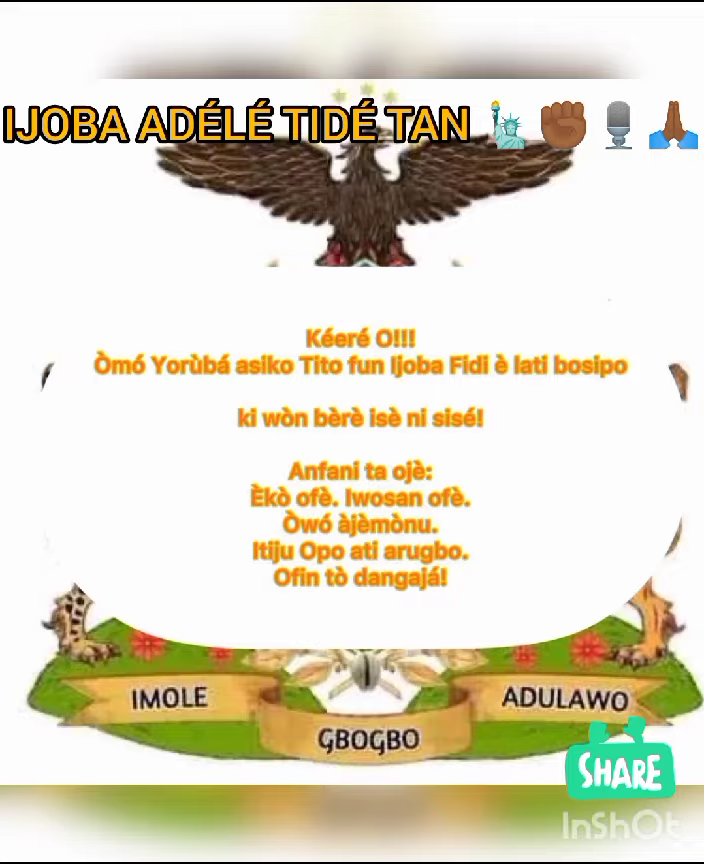 IJOBA ADÉLÉ TIDÉ TAN 🗽✊🏾🎙️🙏🏾
Kéeré O!!!
Òmó Yorùbá asiko Tito fun Ijoba Fidi è lati bosipo
ki wòn bèrè isè ni sisé!
Anfani ta ojè:
Èkò ofè. Iwosan ofè.
Òwó àjèmònu.
Itiju Opo ati arugbo.
Ofin tò dangajá!
IMOLE
GBOGBO
ADULAWO
SHARE
InShOt